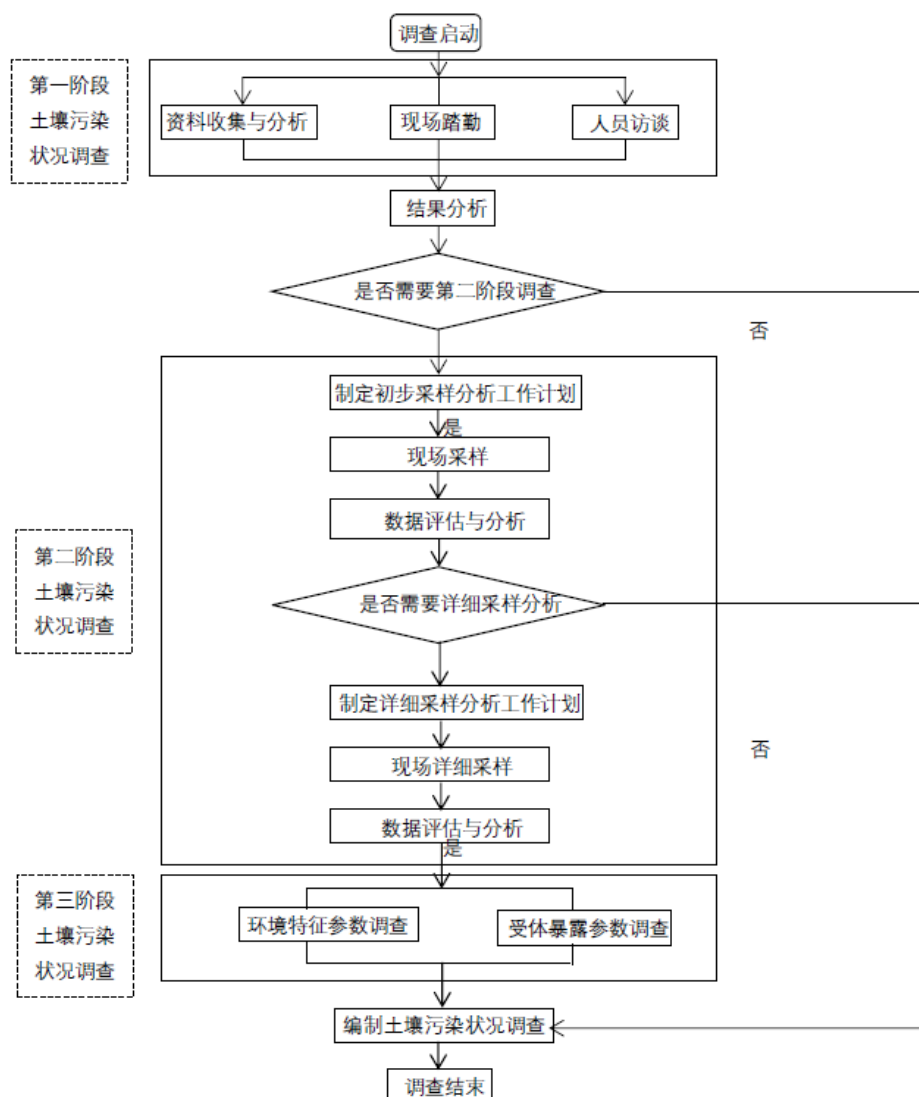 调查启动
第一阶段
土壤污染
状况调查
资料收集与分析
现场踏勤
人员访谈
结果分析
是否需要第二阶段调查
否
制定初步采样分析工作计划
是
现场采样
数据评估与分析
第二阶段
土壤污染
状况调查
是否需要详细采样分析
制定详细采样分析工作计划
否
现场详细采样
数据评估与分析
是
第三阶段
土壤污染
状况调查
环境特征参数调查
受体暴露参数调查
编制土壤污染状况调查
调查结束